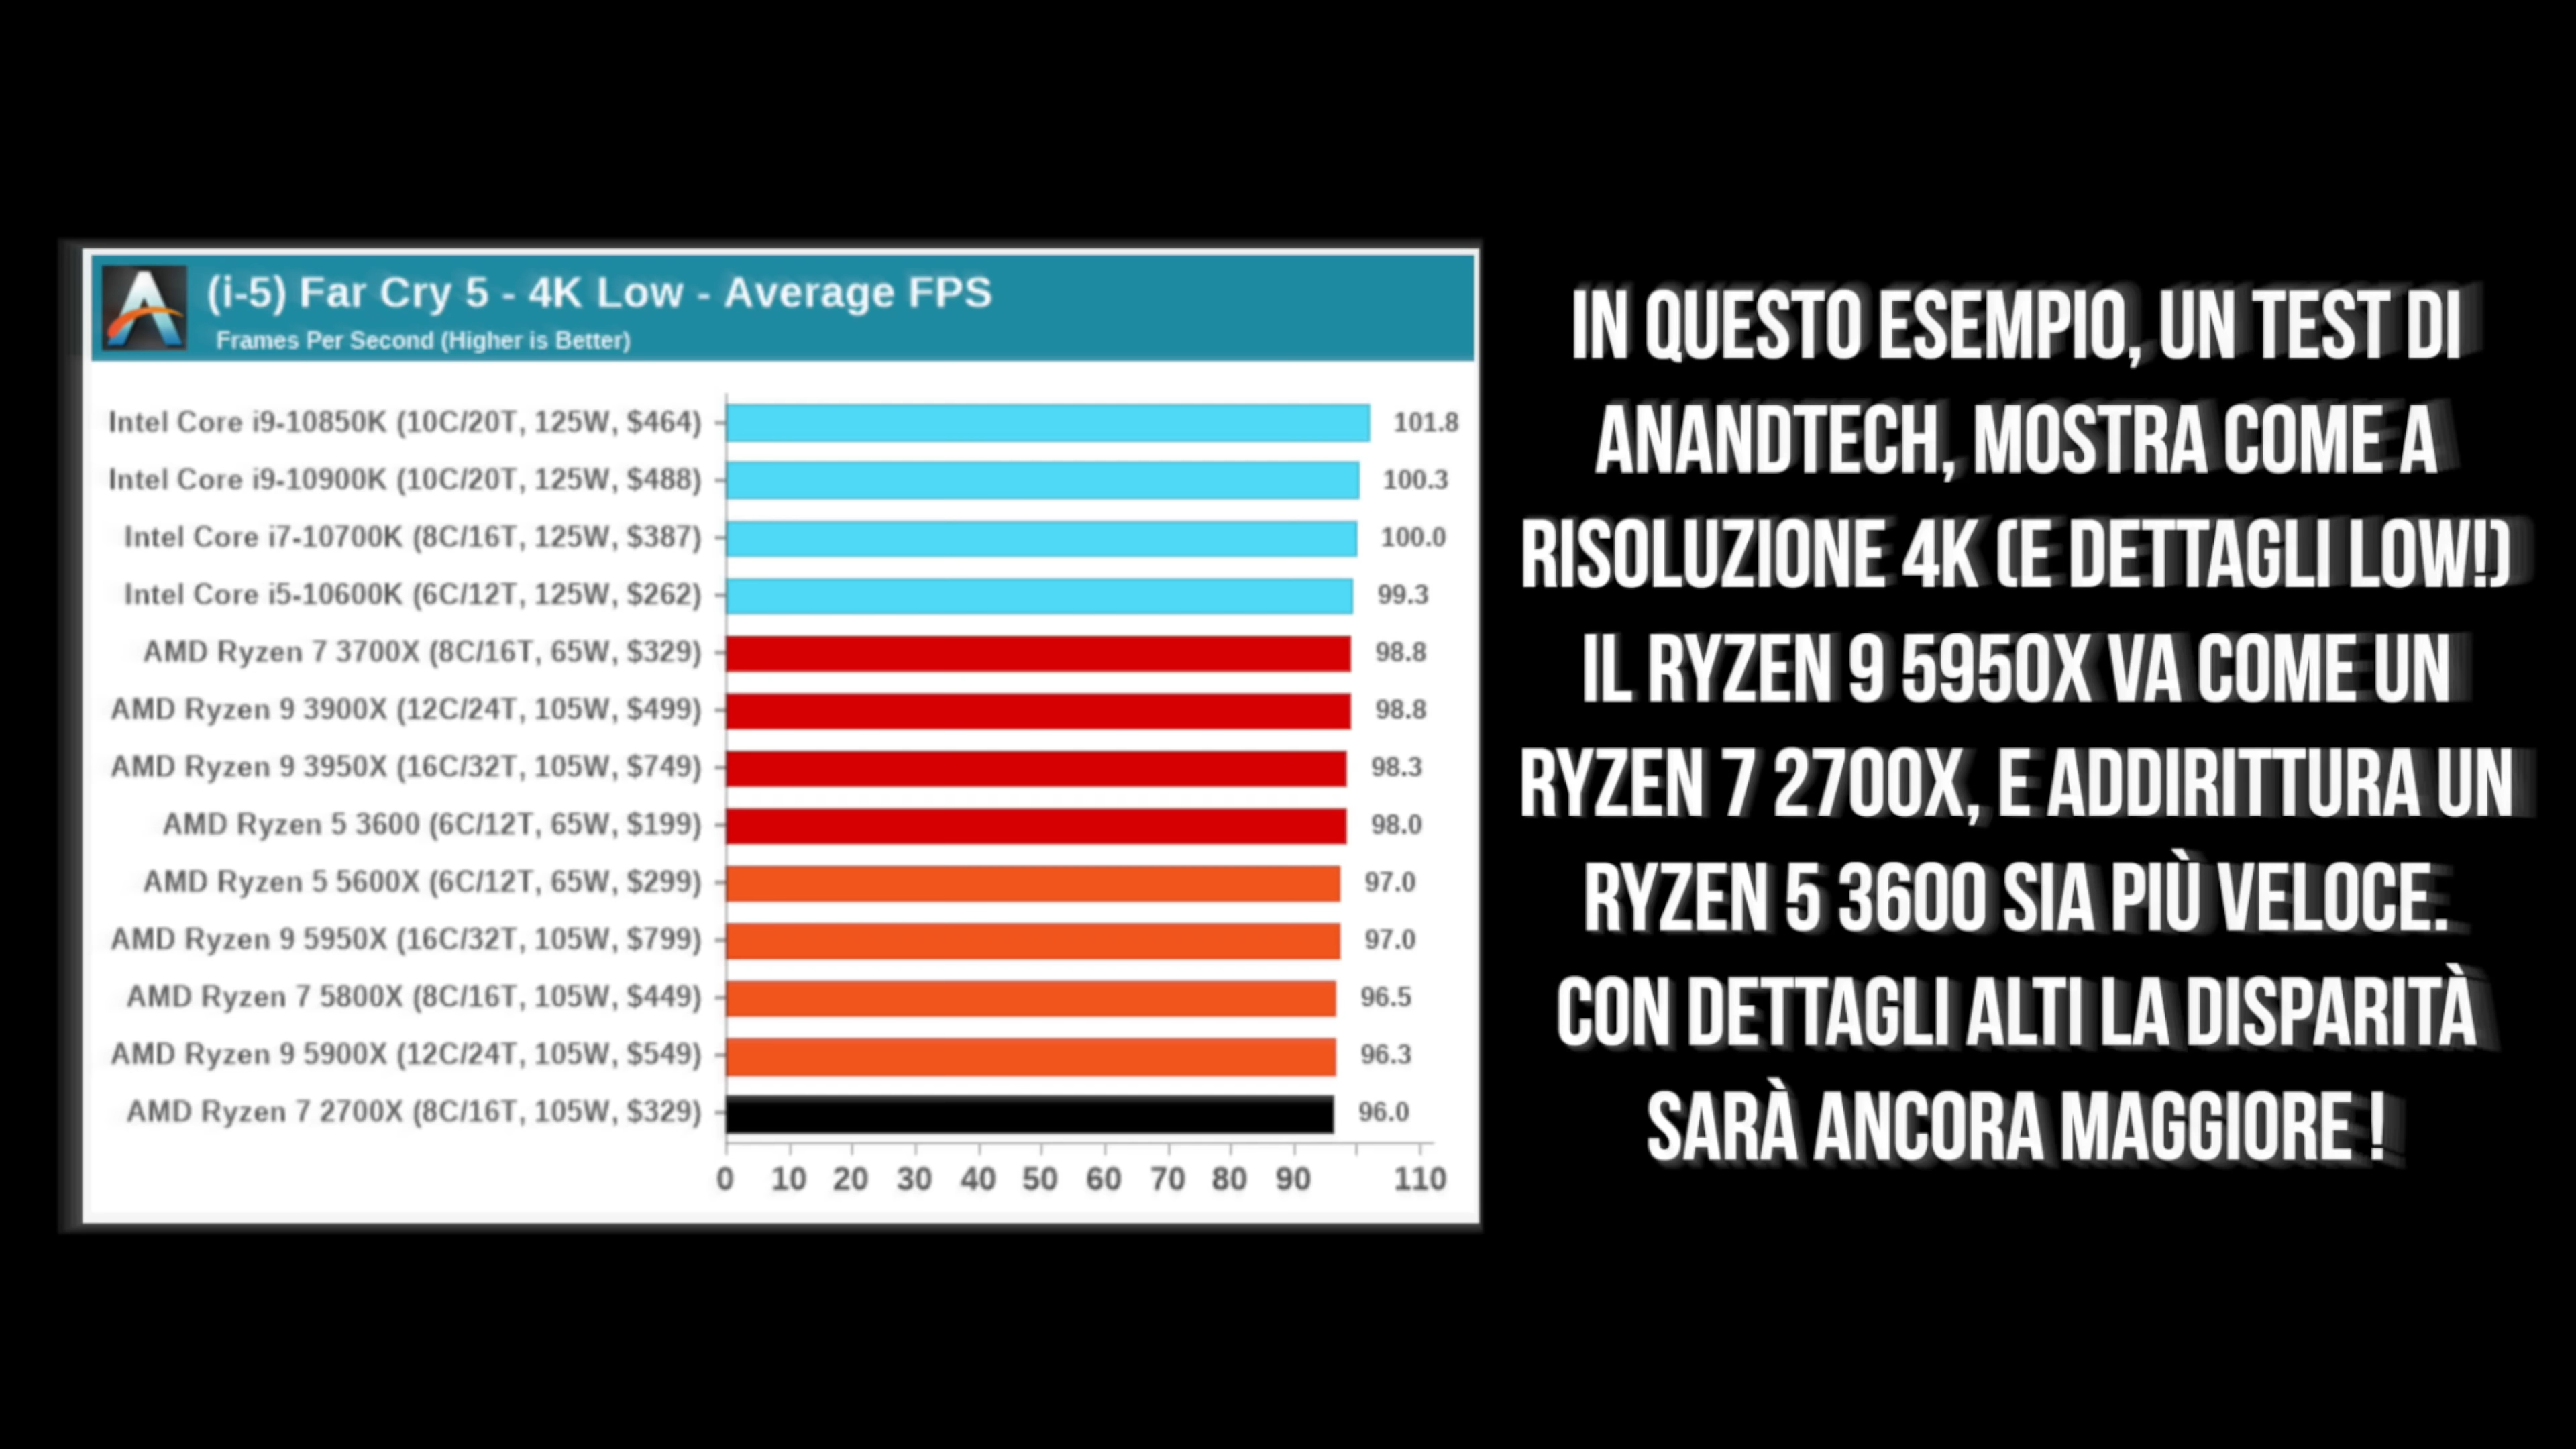 (i-5) Far Cry 5 - 4K Low - Average FPS
Frames Per Second (Higher is Better)
Intel Core i9-10850K (10C/20T, 125W, $464) 101.8
Intel Core i9-10900K (10C/20T, 125W, $488) 100.3
Intel Core i7-10700K (8C/16T, 125W, $387) 100.0
Intel Core i5-10600K (6C/12T, 125W, $262) 99.3
AMD Ryzen 7 3700X (8C/16T, 65W, $329) 98.8
AMD Ryzen 9 3900X (12C/24T, 105W, $499) 98.8
AMD Ryzen 9 3950X (16C/32T, 105W, $749) 98.3
AMD Ryzen 5 3600 (6C/12T, 65W, $199) 98.0
AMD Ryzen 5 5600X (6C/12T, 65W, $299) 97.0
AMD Ryzen 9 5950X (16C/32T, 105W, $799) 97.0
AMD Ryzen 7 5800X (8C/16T, 105W, $449) 96.5
AMD Ryzen 9 5900X (12C/24T, 105W, $549) 96.3
AMD Ryzen 7 2700X (8C/16T, 105W, $329) 96.0
0 10 20 30 40 50 60 70 80 90 110
IN QUESTO ESEMPIO, UN TEST DI
ANANDTECH, MOSTRA COME A
RISOLUZIONE 4K (E DETTAGLI LOW!)
IL RYZEN 9 5950X VA COME UN
RYZEN 7 2700X, E ADDIRITTURA UN
RYZEN 5 3600 SIA PIÙ VELOCE.
CON DETTAGLI ALTI LA DISPARITÀ
SARÀ ANCORA MAGGIORE !